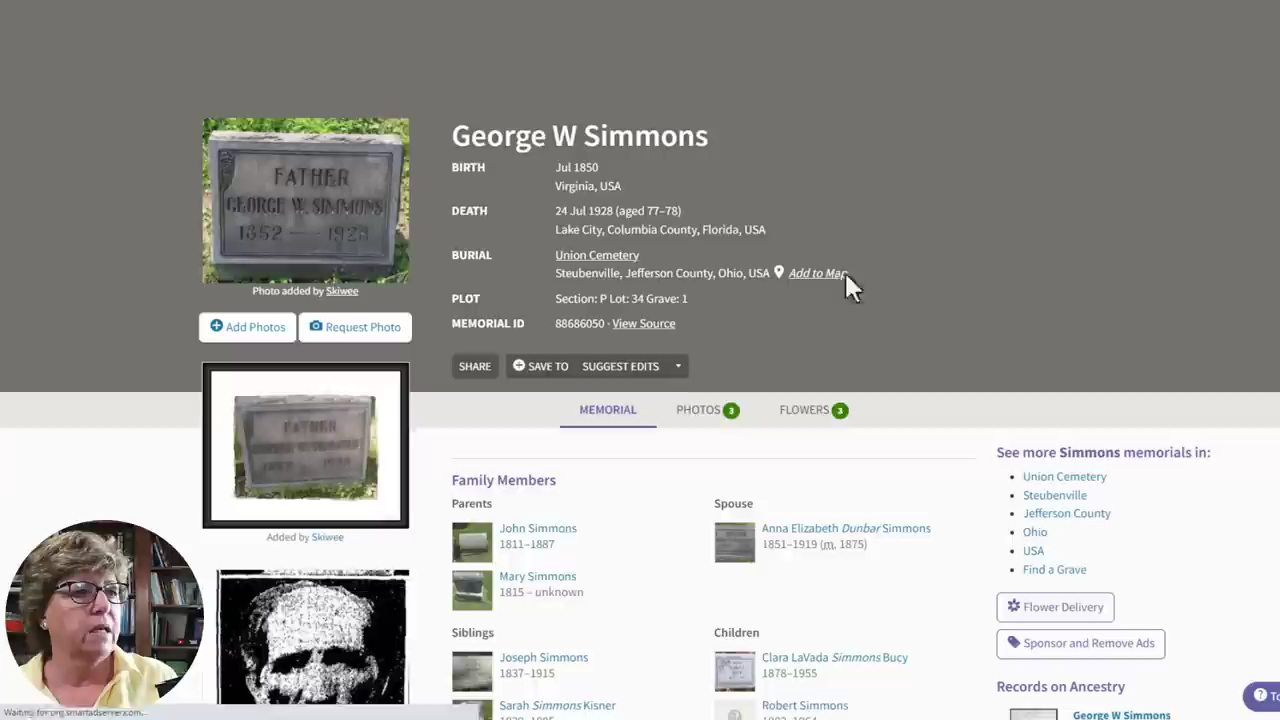 George W Simmons
BIRTH Jul 1850
Virginia, USA
DEATH 24 Jul 1928 (aged 77–78)
Lake City, Columbia County, Florida, USA
BURIAL Union Cemetery
Steubenville, Jefferson County, Ohio, USA Add to Map
PLOT Section: P Lot: 34 Grave: 1
MEMORIAL ID 88686050 · View Source
SHARE SAVE TO SUGGEST EDITS
FATHER
GEORGE W. SIMMONS
1852 — 1928
Photo added by Skiwee
Add Photos Request Photo
FATHER
Added by Skiwee
MEMORIAL PHOTOS 3 FLOWERS 3
Family Members
Parents
John Simmons
1811–1887
Mary Simmons
1815 – unknown
Siblings
Joseph Simmons
1837–1915
Sarah Simmons Kisner
Spouse
Anna Elizabeth Dunbar Simmons
1851–1919 (m. 1875)
Children
Clara LaVada Simmons Bucy
1878–1955
Robert Simmons
See more Simmons memorials in:
Union Cemetery
Steubenville
Jefferson County
Ohio
USA
Find a Grave
Flower Delivery
Sponsor and Remove Ads
Records on Ancestry
George W Simmons
To